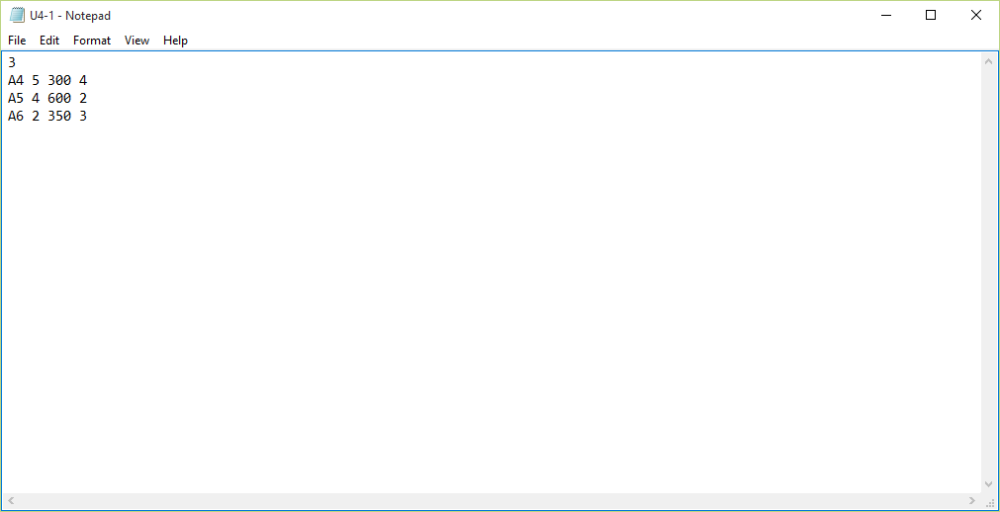 U4-1 - Notepad
File Edit Format View Help
3
A4 5 300 4
A5 4 600 2
A6 2 350 3